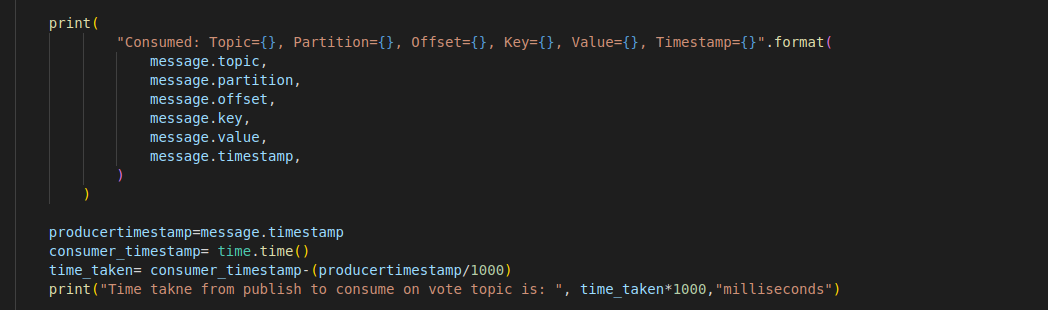 print(
"Consumed: Topic={}, Partition={}, Offset={}, Key={}, Value={}, Timestamp={}".format(
message.topic,
message.partition,
message.offset,
message.key,
message.value,
message.timestamp,
)
)
producertimestamp=message.timestamp
consumer_timestamp= time.time()
time_taken= consumer_timestamp-(producertimestamp/1000)
print("Time takne from publish to consume on vote topic is: ", time_taken*1000,"milliseconds")